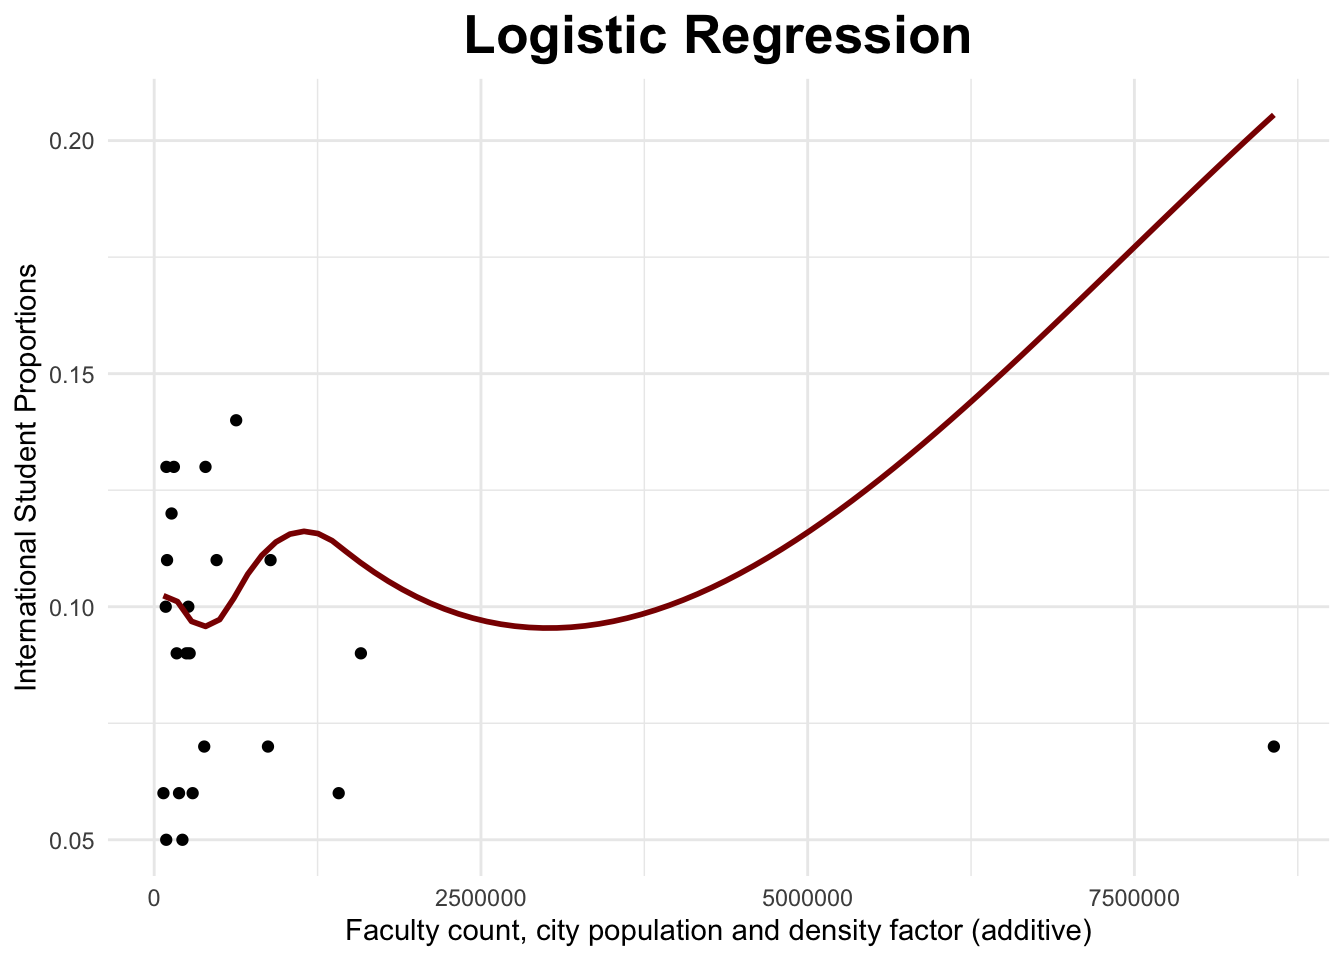 Logistic Regression
0.20
0.15
0.10
0.05
International Student Proportions
0
2500000
5000000
7500000
Faculty count, city population and density factor (additive)